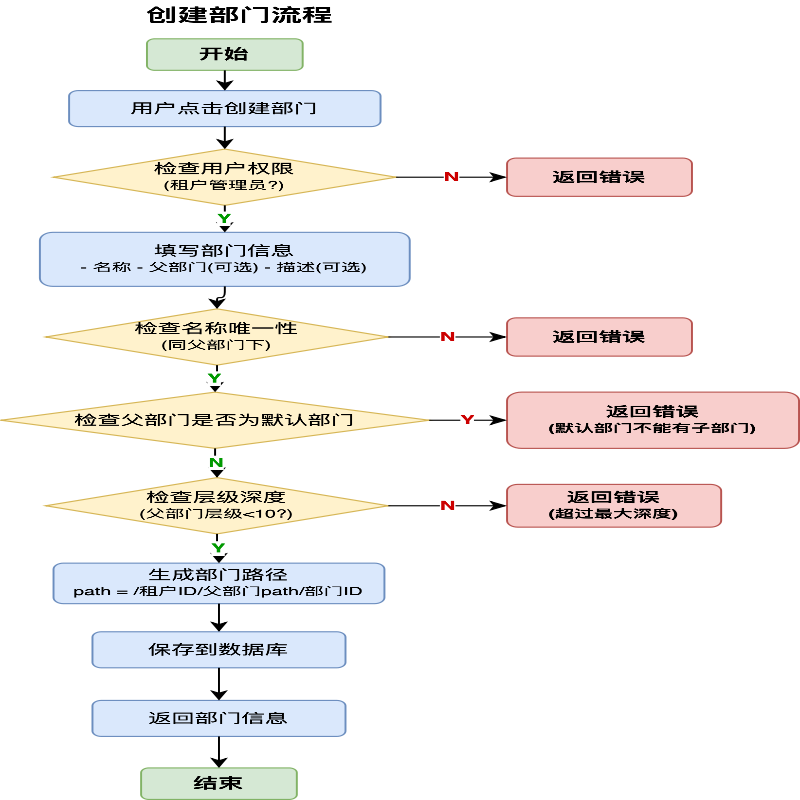 创建部门流程
开始
用户点击创建部门
检查用户权限
(租户管理员?)
N
返回错误
Y
填写部门信息
- 名称 - 父部门(可选) - 描述(可选)
检查名称唯一性
(同父部门下)
N
返回错误
Y
检查父部门是否为默认部门
Y
返回错误
(默认部门不能有子部门)
N
检查层级深度
(父部门层级<10?)
N
返回错误
(超过最大深度)
Y
生成部门路径
path = /租户ID/父部门path/部门ID
保存到数据库
返回部门信息
结束